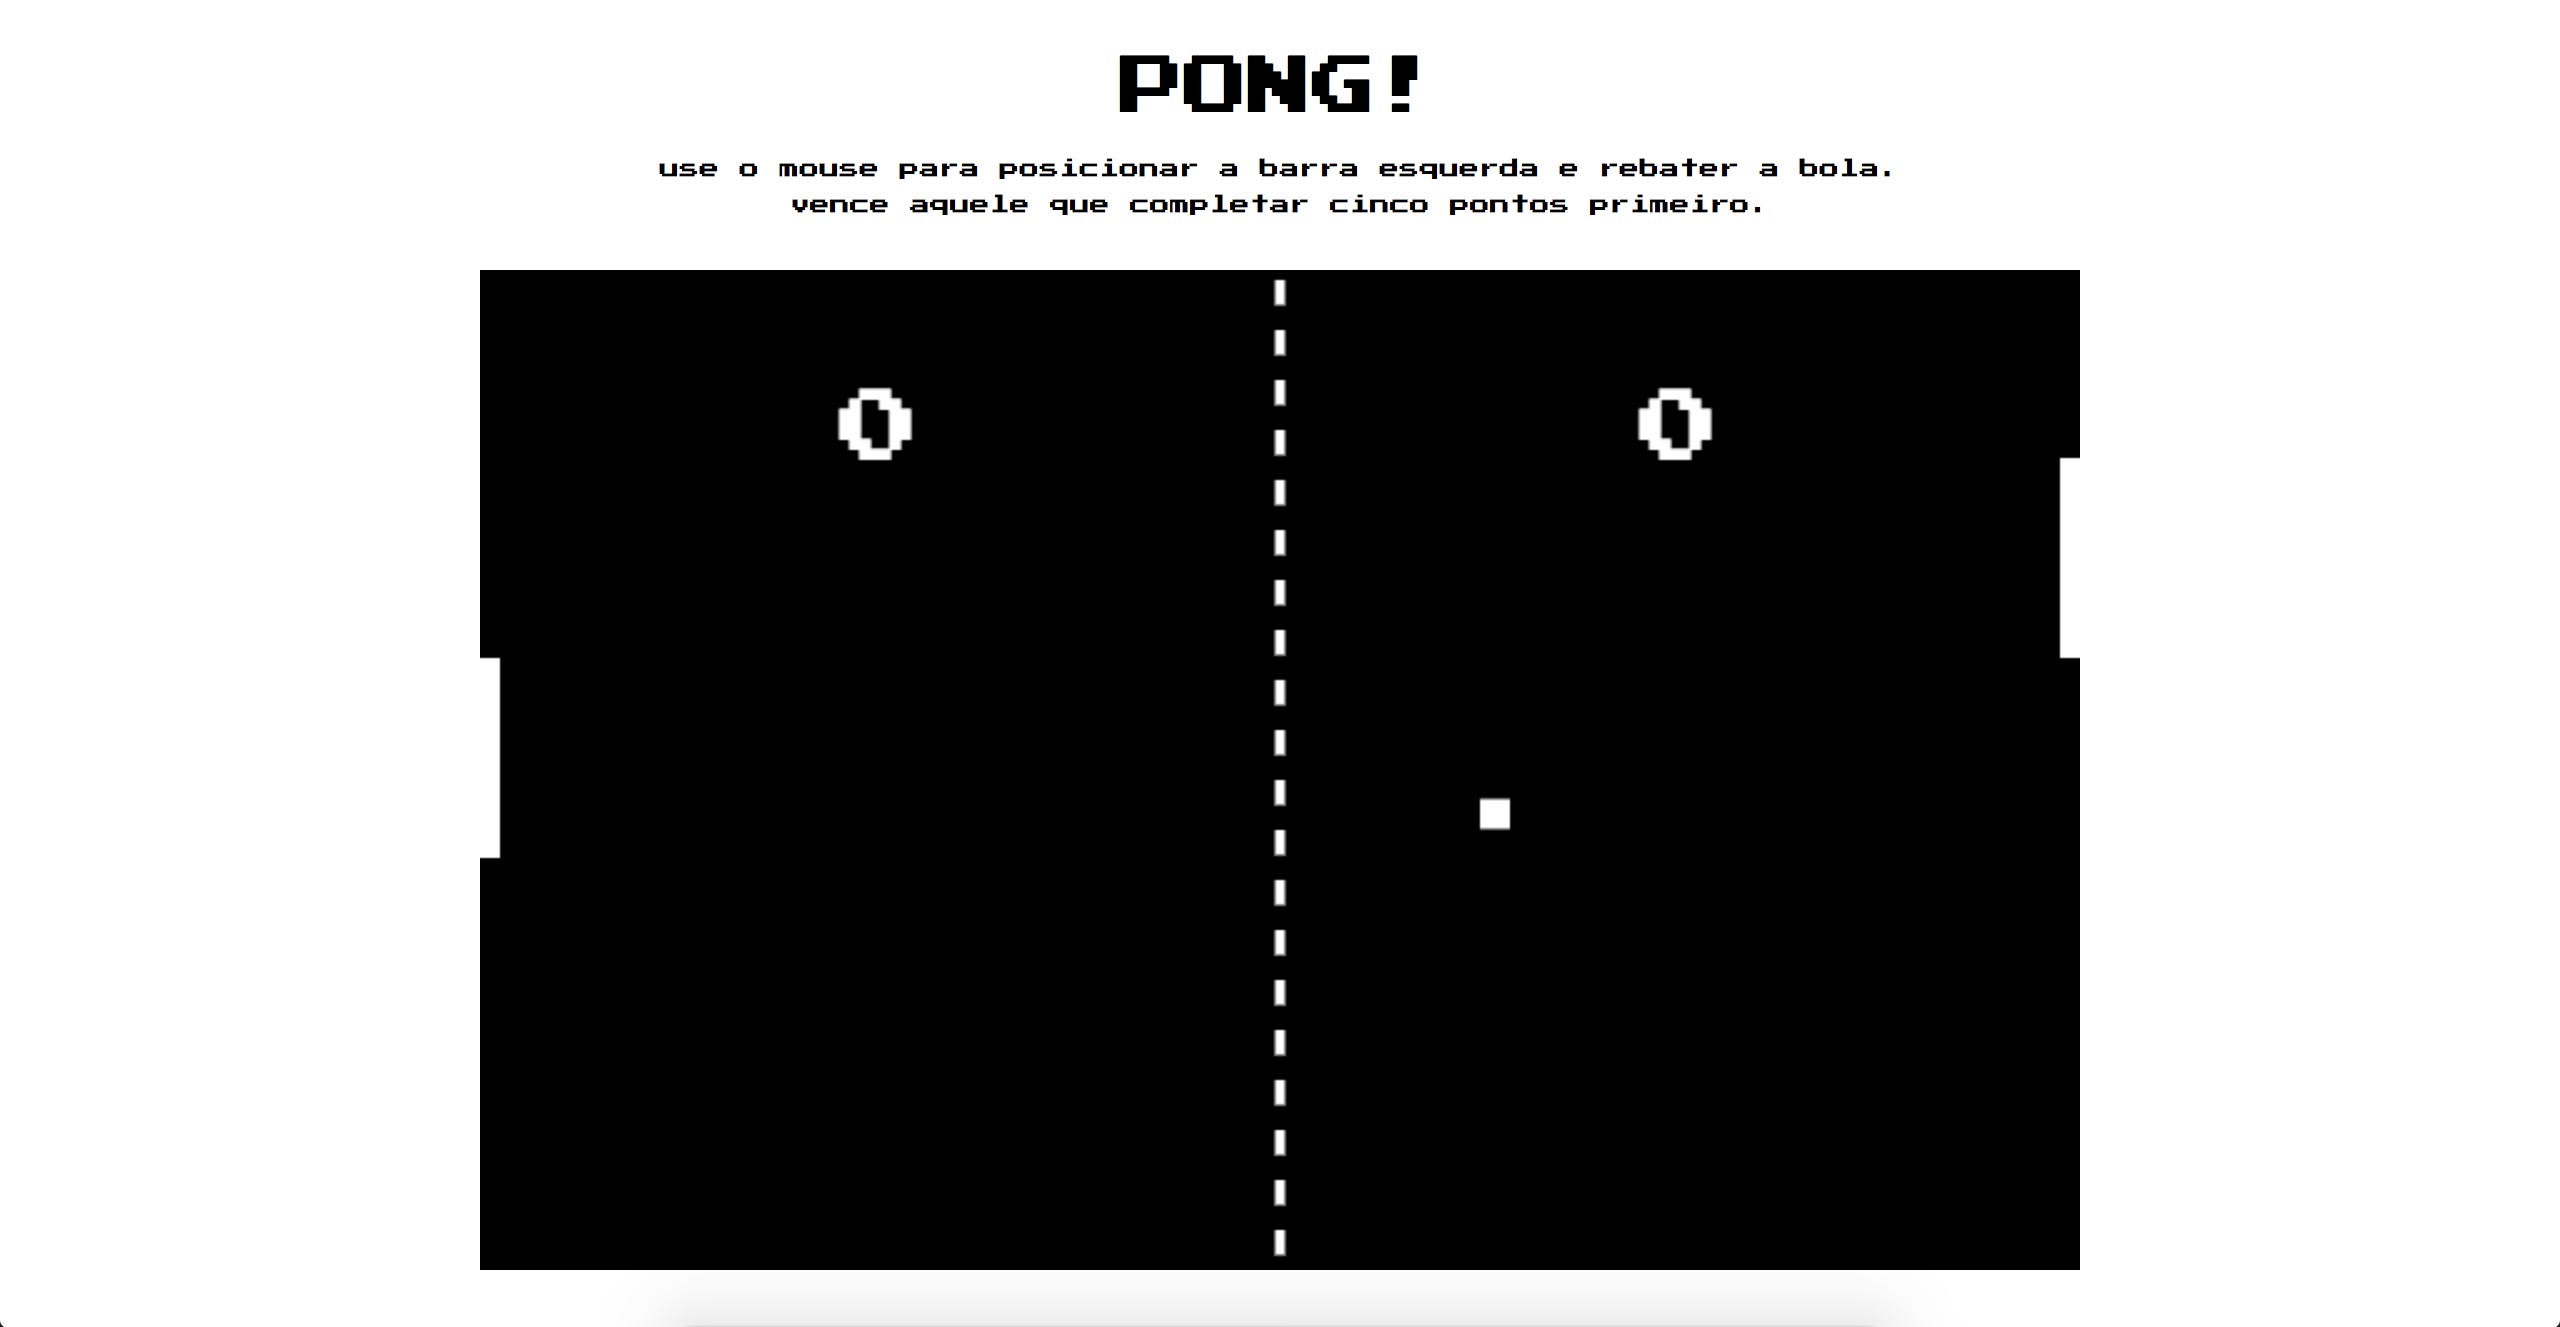 PONG!
use o mouse para posicionar a barra esquerda e rebater a bola.
vence aquele que completar cinco pontos primeiro.
0 0